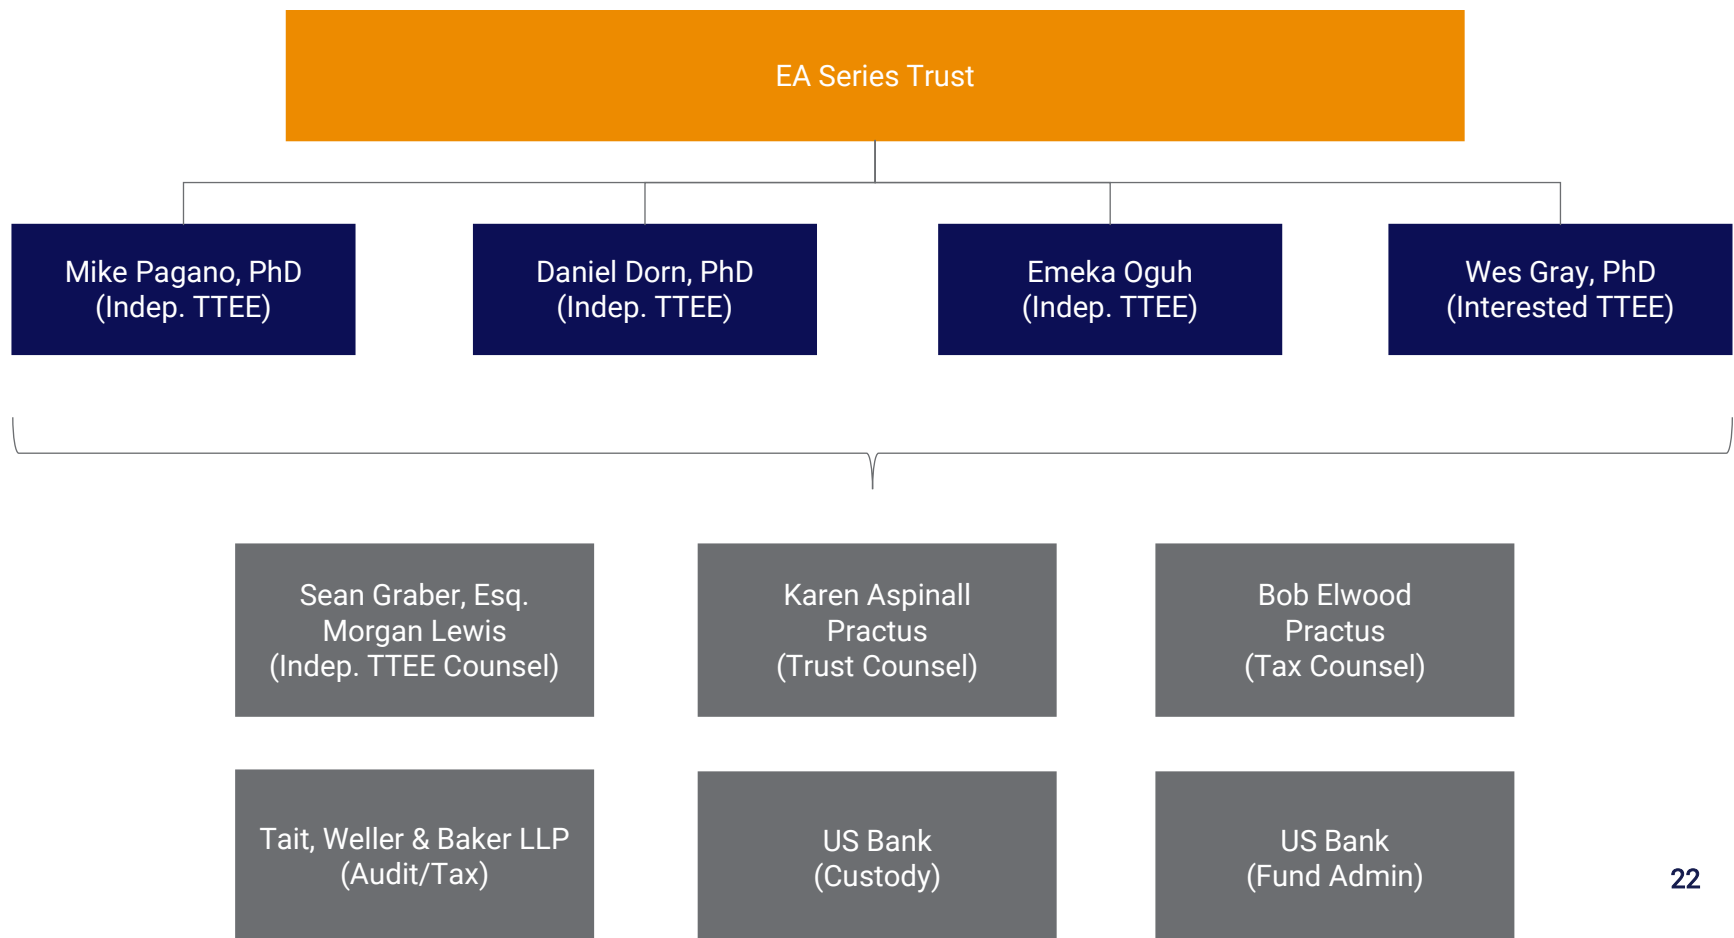 EA Series Trust
Mike Pagano, PhD
(Indep. TTEE)
Daniel Dorn, PhD
(Indep. TTEE)
Emeka Oguh
(Indep. TTEE)
Wes Gray, PhD
(Interested TTEE)
Sean Graber, Esq.
Morgan Lewis
(Indep. TTEE Counsel)
Karen Aspinall
Practus
(Trust Counsel)
Bob Elwood
Practus
(Tax Counsel)
Tait, Weller & Baker LLP
(Audit/Tax)
US Bank
(Custody)
US Bank
(Fund Admin)
22